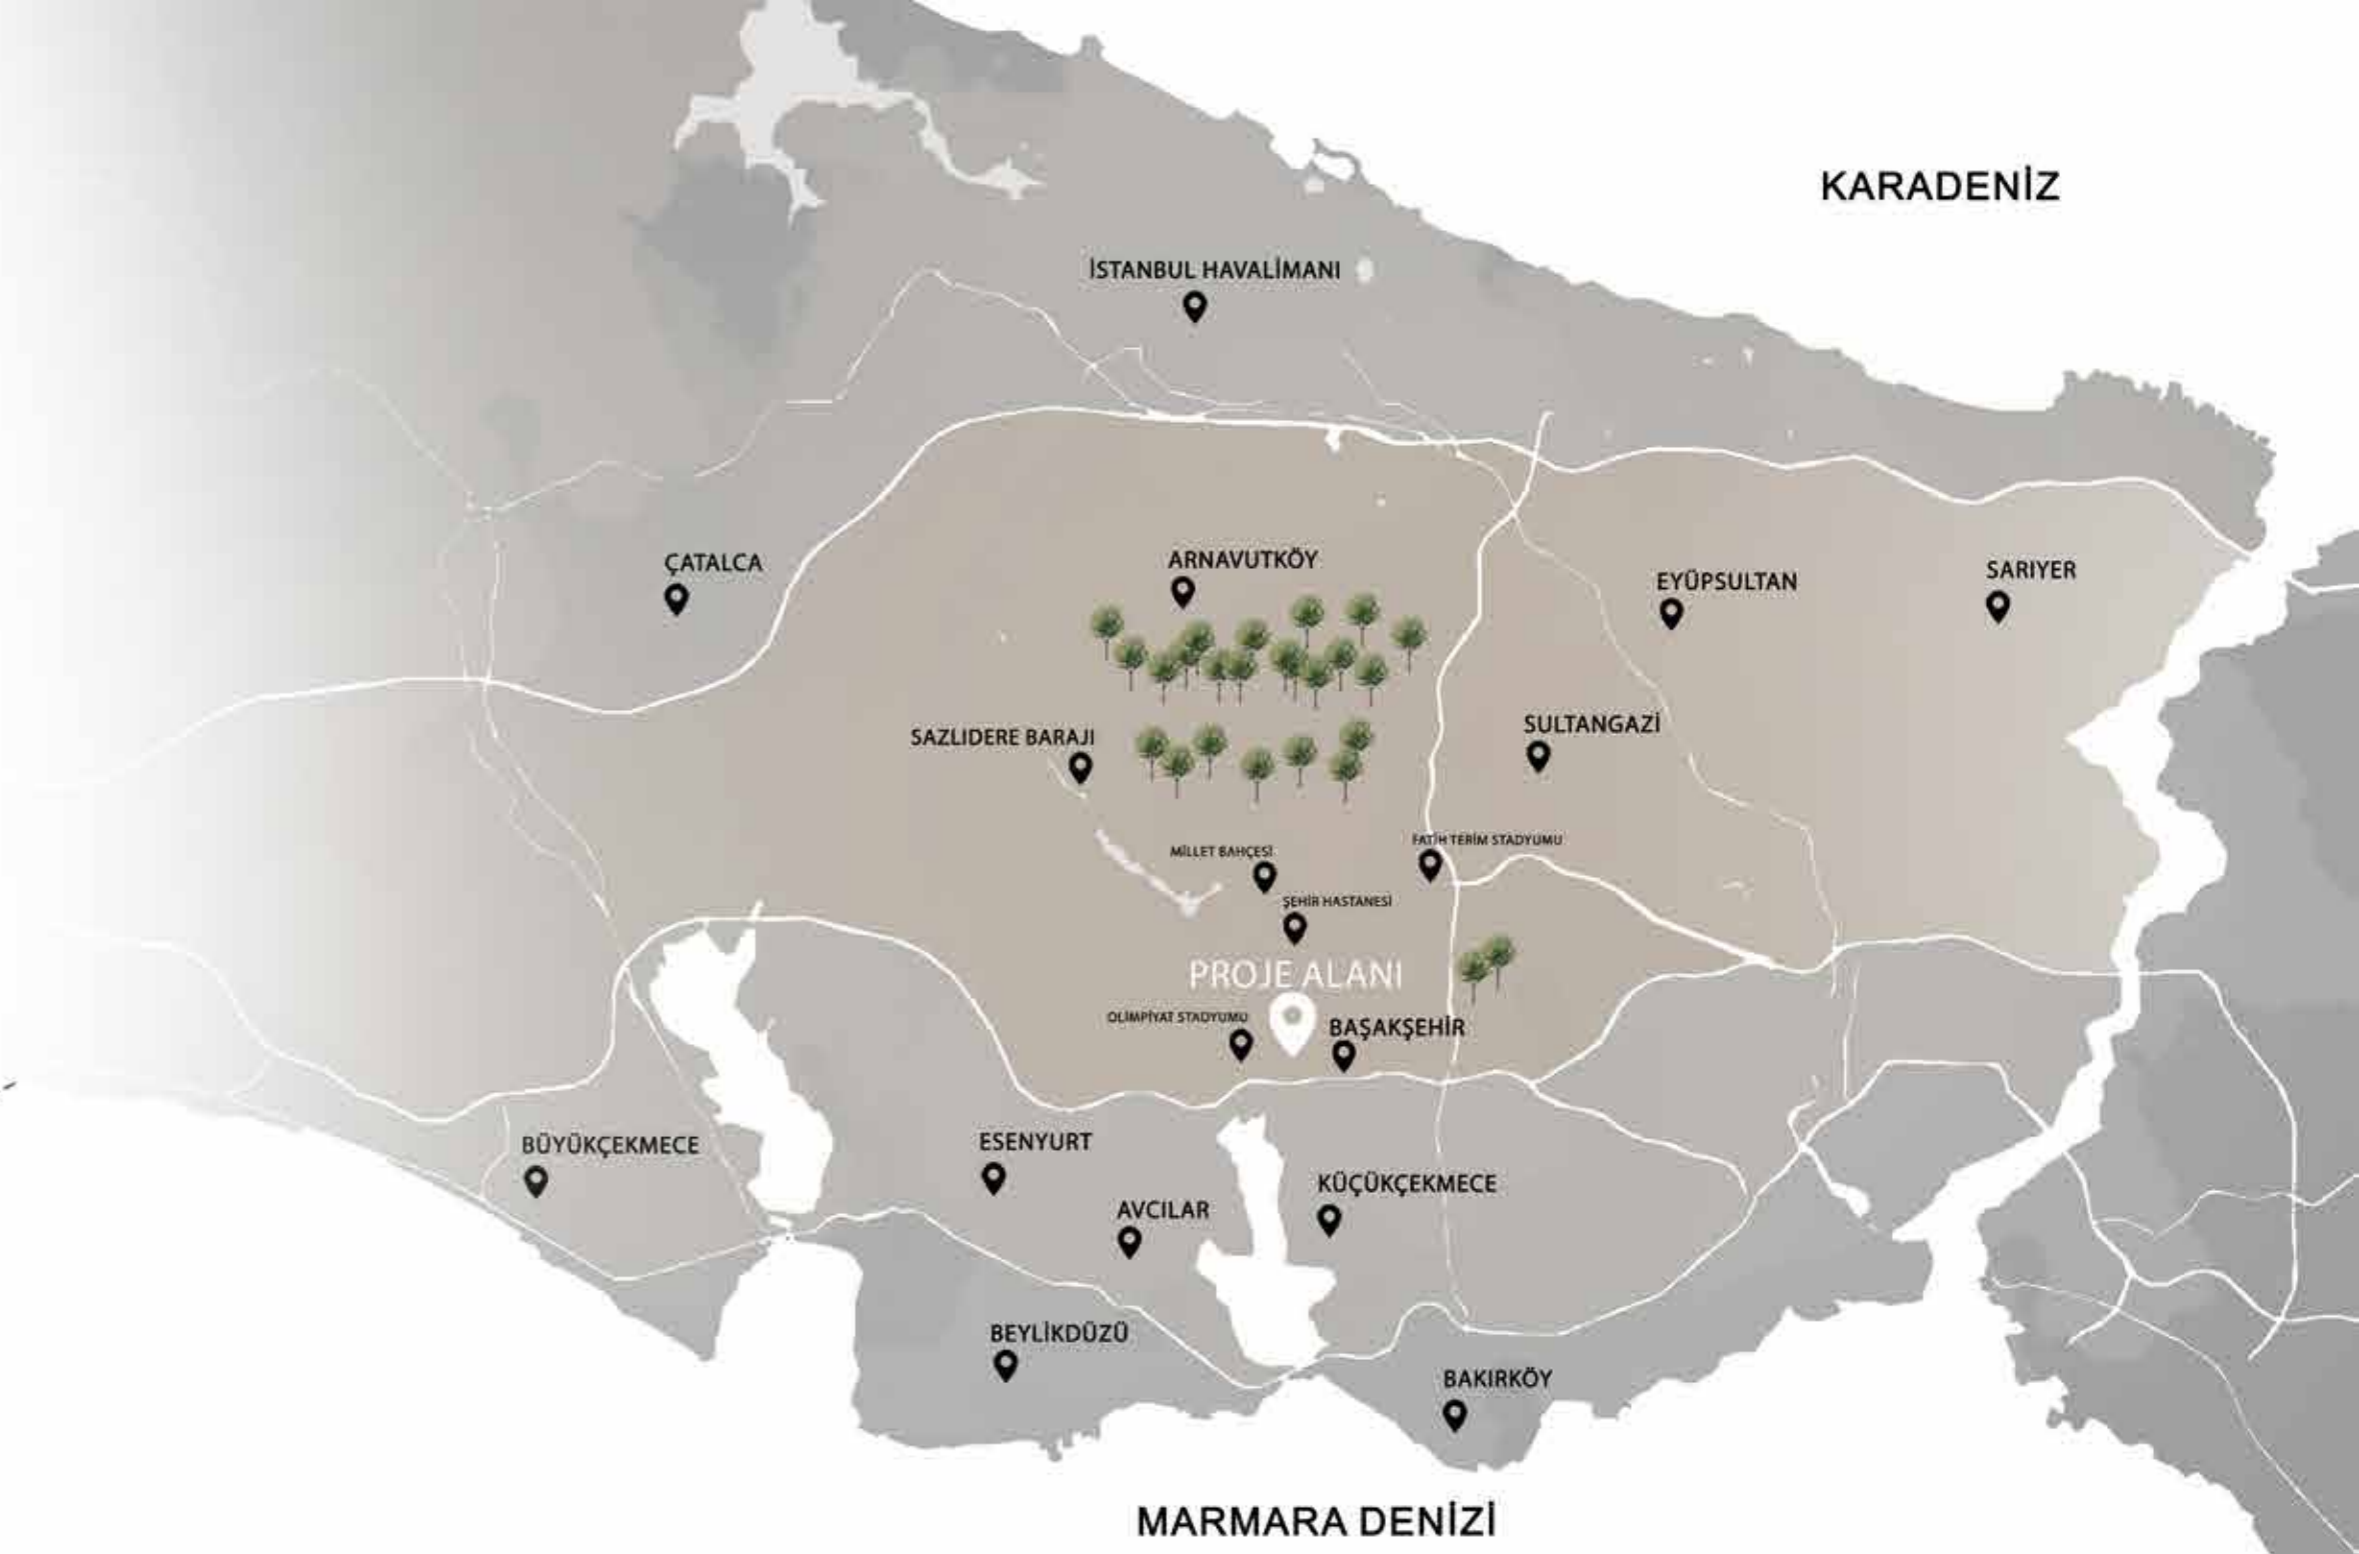 KARADENİZ
İSTANBUL HAVALİMANI
ÇATALCA
ARNAVUTKÖY
EYÜPSULTAN
SARIYER
SAZLIDERE BARAJI
SULTANGAZİ
MİLLET BAHÇESİ
FATİH TERİM STADYUMU
ŞEHİR HASTANESİ
PROJE ALANI
OLİMPİYAT STADYUMU
BAŞAKŞEHİR
BÜYÜKÇEKMECE
ESENYURT
KÜÇÜKÇEKMECE
AVCILAR
BEYLİKDÜZÜ
BAKIRKÖY
MARMARA DENİZİ